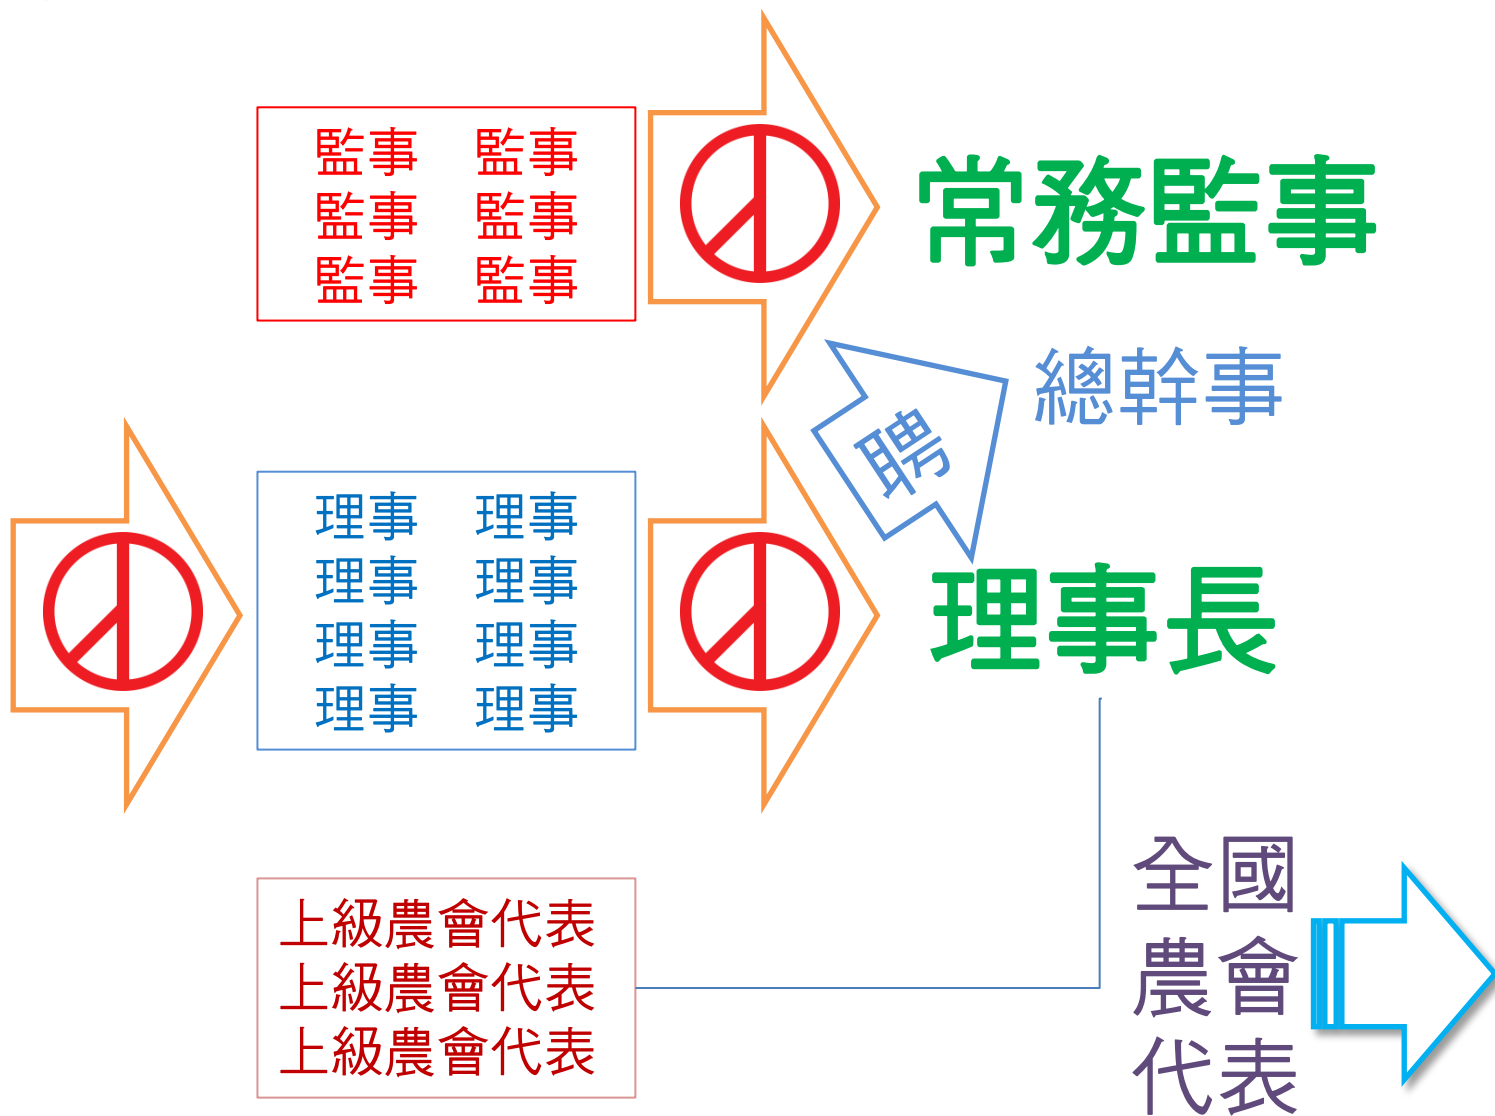 監事 監事
監事 監事
監事 監事
常務監事
總幹事
聘
理事 理事
理事 理事
理事 理事
理事 理事
理事長
上級農會代表
上級農會代表
上級農會代表
全國
農會
代表